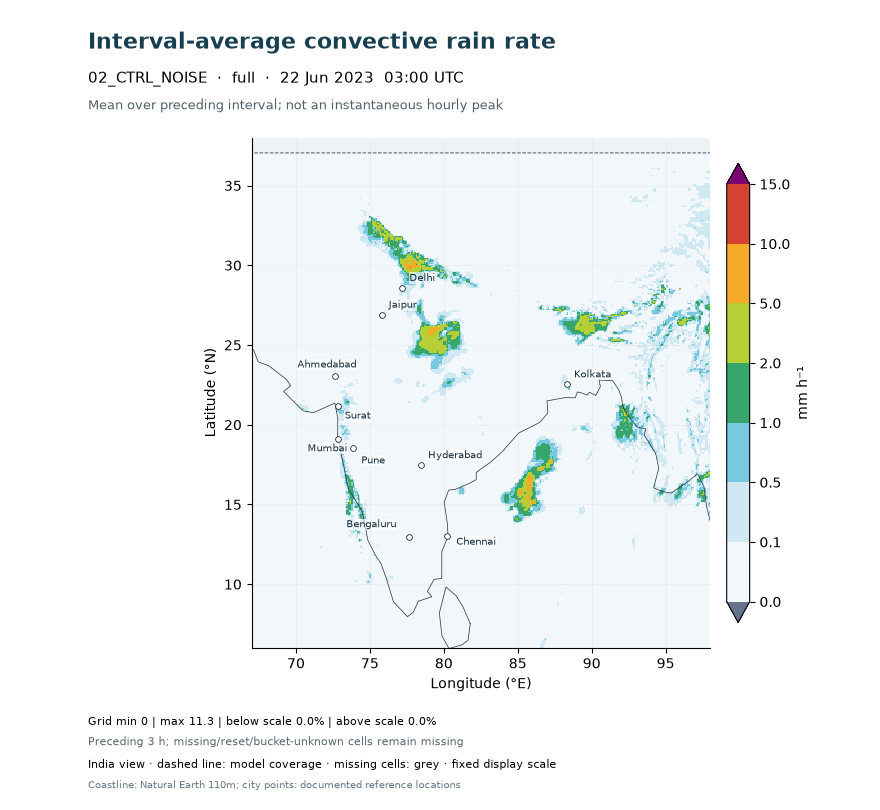 Interval-average convective rain rate
02_CTRL_NOISE · full · 22 Jun 2023 03:00 UTC
Mean over preceding interval; not an instantaneous hourly peak
35
30
25
20
15
10
Latitude (°N)
Delhi
Jaipur
Ahmedabad
Kolkata
Surat
Mumbai
Pune
Hyderabad
Bengaluru
Chennai
70
75
80
85
90
95
Longitude (°E)
15.0
10.0
5.0
2.0
1.0
0.5
0.1
0.0
mm h⁻¹
Grid min 0 | max 11.3 | below scale 0.0% | above scale 0.0%
Preceding 3 h; missing/reset/bucket-unknown cells remain missing
India view · dashed line: model coverage · missing cells: grey · fixed display scale
Coastline: Natural Earth 110m; city points: documented reference locations